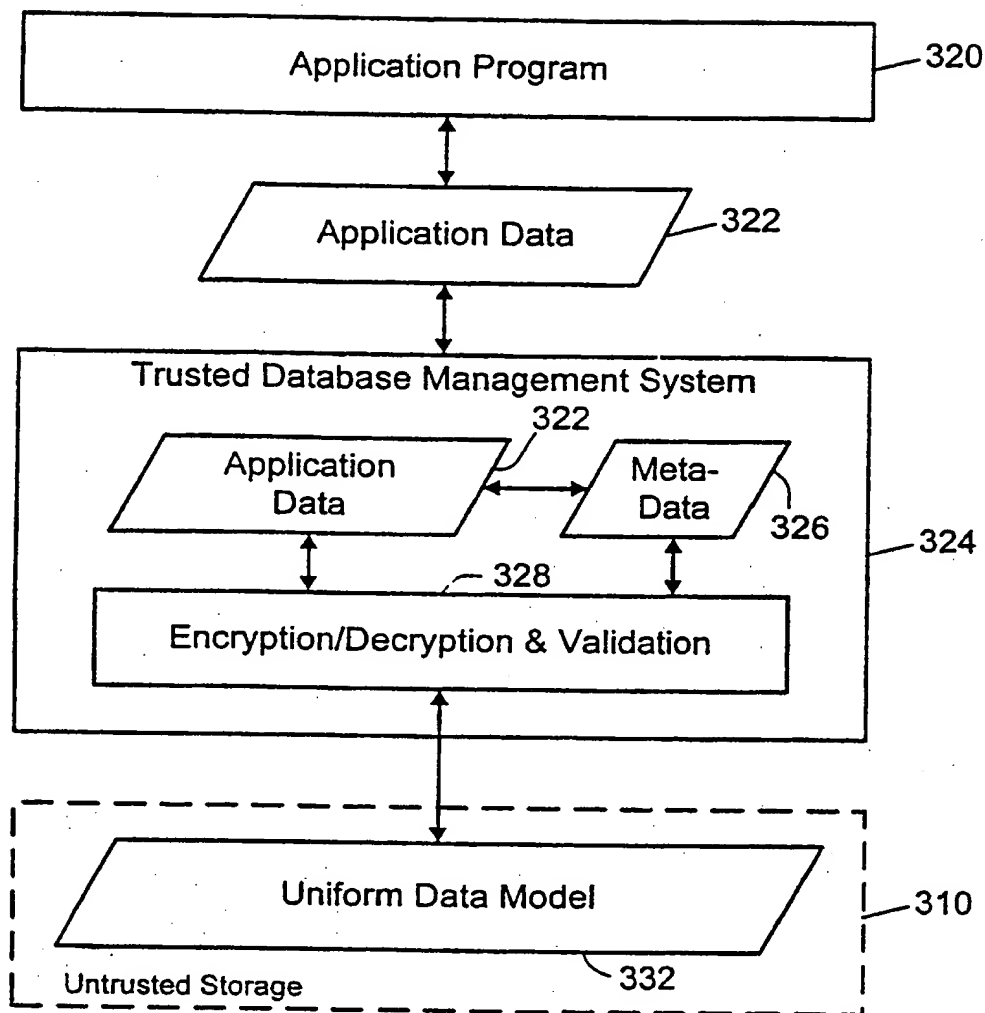 Application Program
320
Application Data
322
Trusted Database Management System
322
Application
Data
Meta-
Data
326
324
328
Encryption/Decryption & Validation
Uniform Data Model
310
332
Untrusted Storage